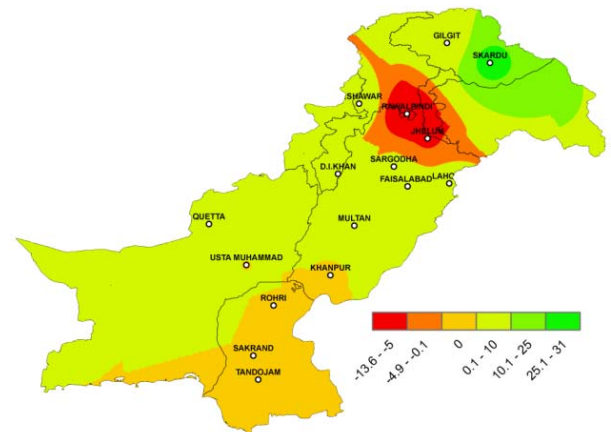 GILGIT
SKARDU
SHAWAR
RAWALPINDI
JHELUM
SARGODHA
D.I.KHAN
FAISALABAD
LAHO
QUETTA
MULTAN
USTA MUHAMMAD
KHANPUR
ROHRI
SAKRAND
TANDOJAM
-13.6 - -5
-4.9 - -0.1
0
0.1 - 10
10.1 - 25
25.1 - 31